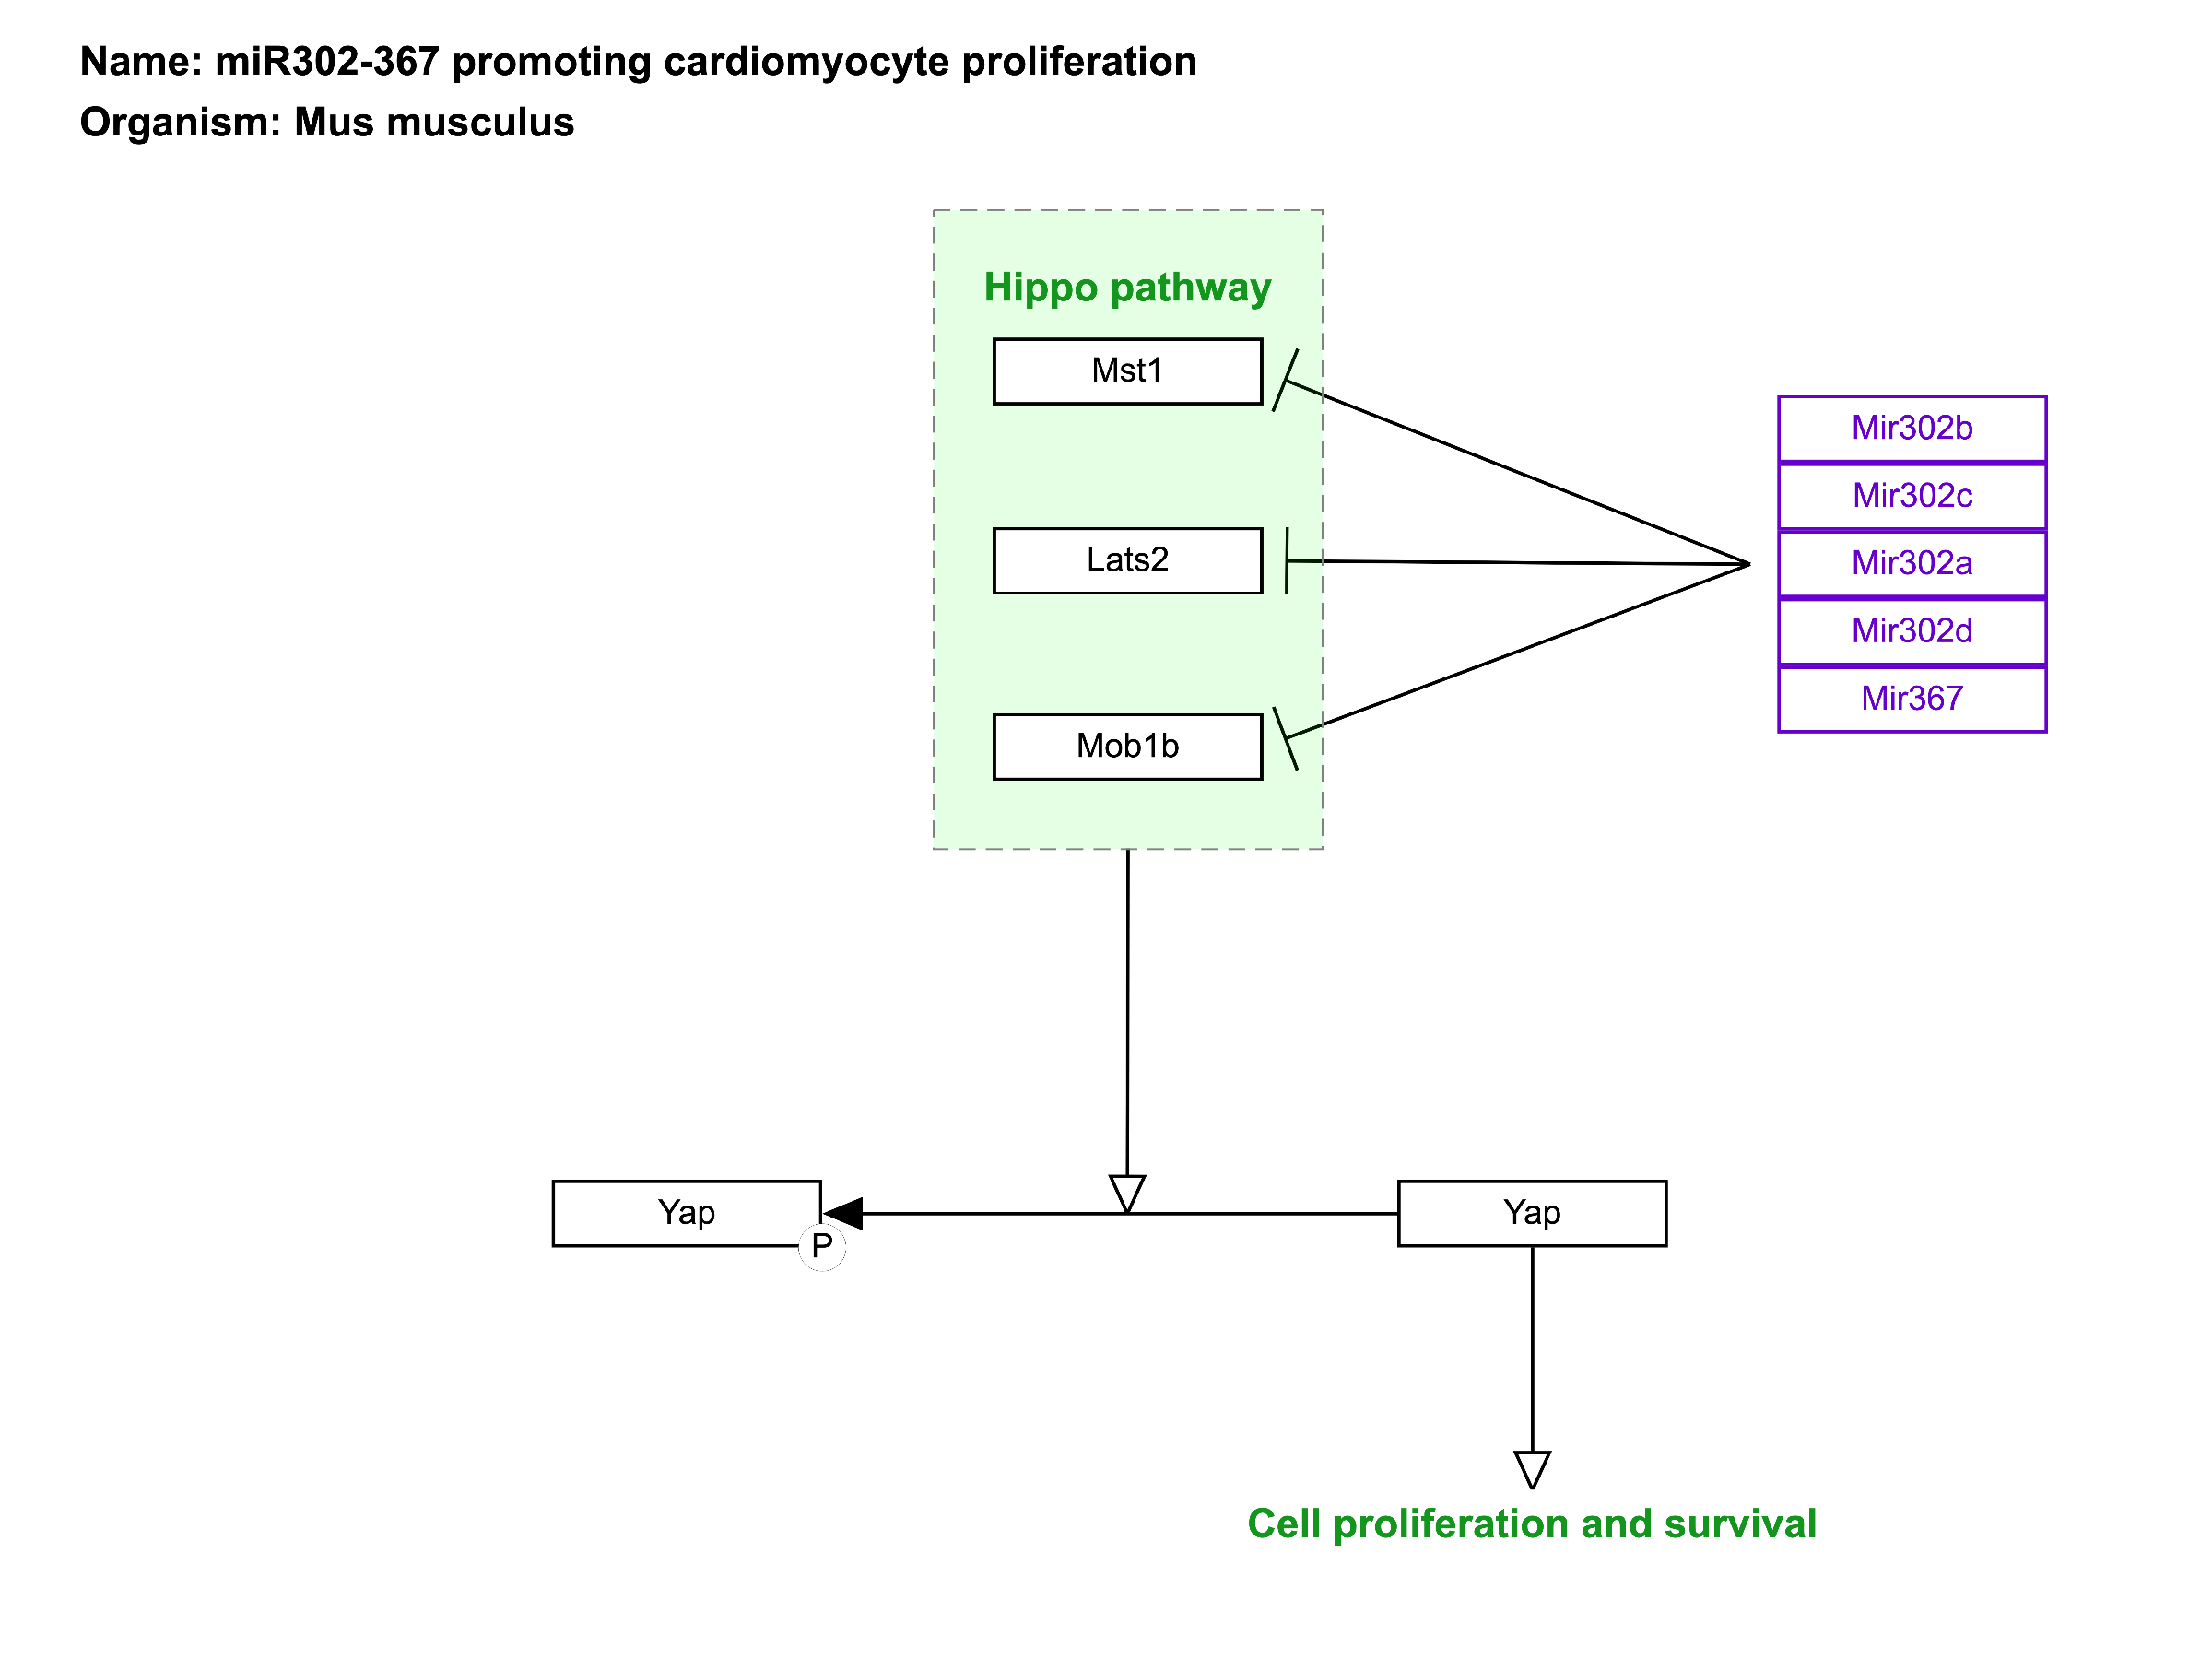 Name: miR302-367 promoting cardiomyocyte proliferation
Organism: Mus musculus
Hippo pathway
Mst1
Lats2
Mob1b
Mir302b
Mir302c
Mir302a
Mir302d
Mir367
Yap
P
Yap
Cell proliferation and survival